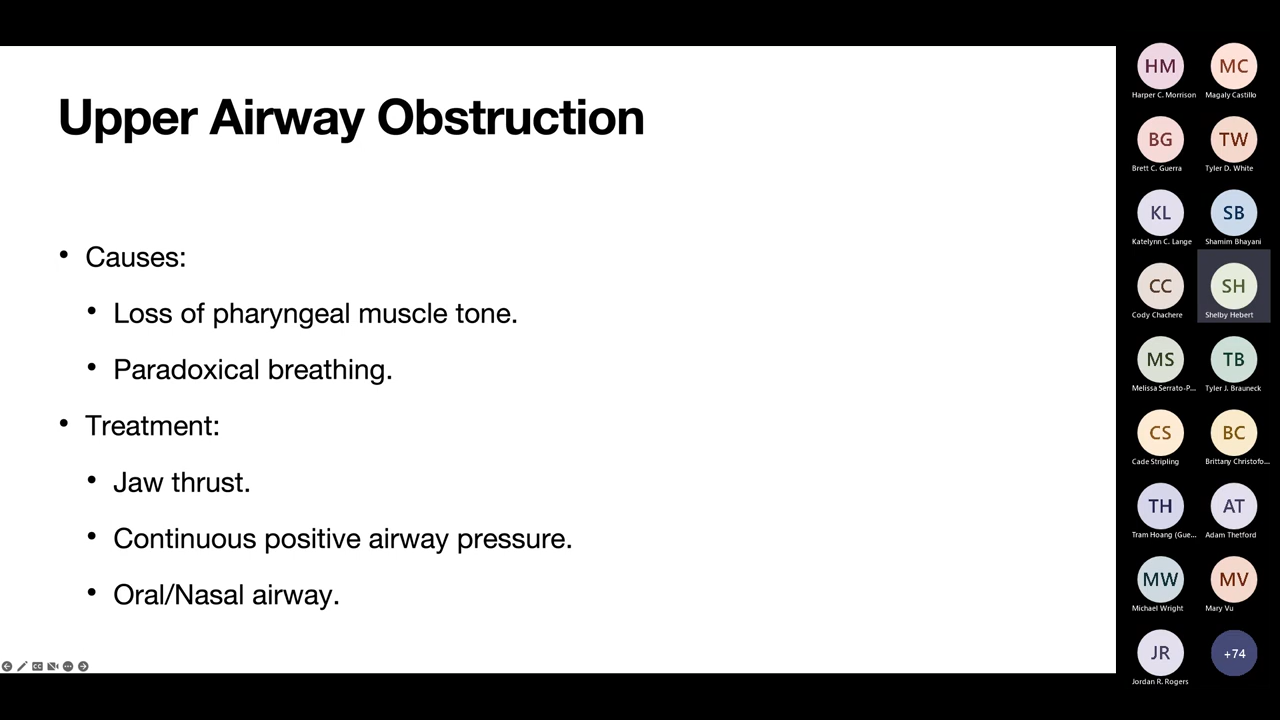 Upper Airway Obstruction
• Causes:
• Loss of pharyngeal muscle tone.
• Paradoxical breathing.
• Treatment:
• Jaw thrust.
• Continuous positive airway pressure.
• Oral/Nasal airway.
HM
Harper C. Morrison
MC
Magaly Castillo
BG
Brett C. Guerra
TW
Tyler D. White
KL
Katelynn C. Lange
SB
Shamim Bhayani
CC
Cody Chachere
SH
Shelby Hebert
MS
Melissa Serrato-P...
TB
Tyler J. Brauneck
CS
Cade Stripling
BC
Brittany Christofo...
TH
Tram Hoang (Gue...
AT
Adam Thetford
MW
Michael Wright
MV
Mary Vu
JR
Jordan R. Rogers
+74